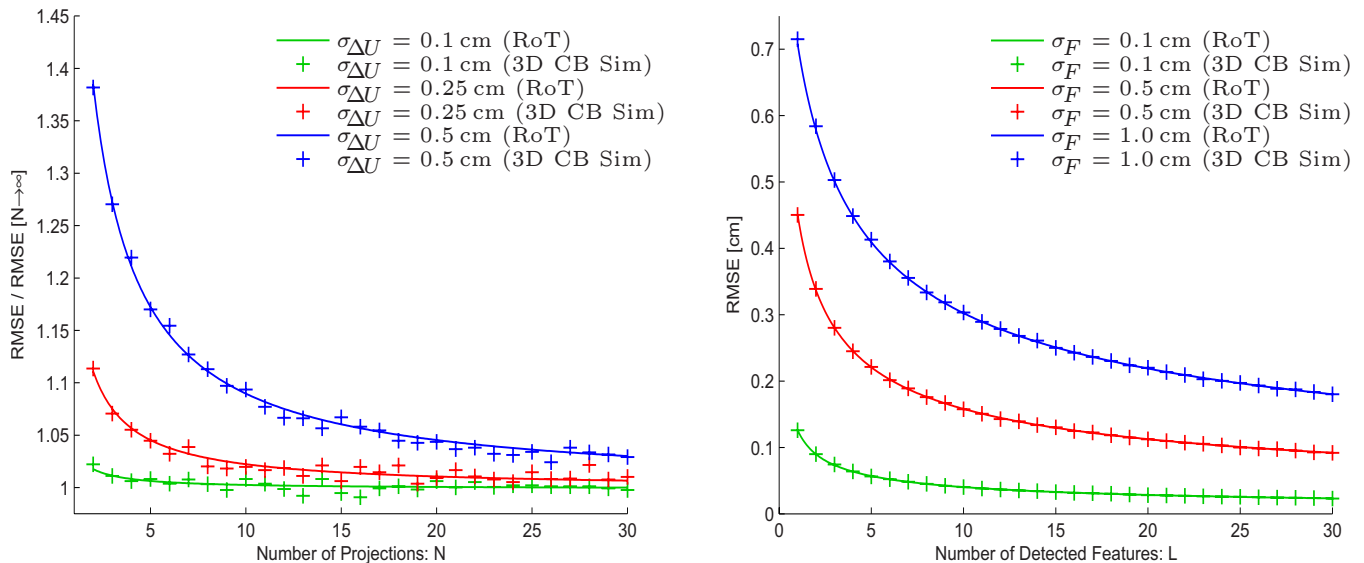 1.45
1.4
1.35
1.3
1.25
1.2
1.15
1.1
1.05
1
RMSE / RMSE [N→∞]
5 10 15 20 25 30
Number of Projections: N
σΔU = 0.1 cm (RoT)
σΔU = 0.1 cm (3D CB Sim)
σΔU = 0.25 cm (RoT)
σΔU = 0.25 cm (3D CB Sim)
σΔU = 0.5 cm (RoT)
σΔU = 0.5 cm (3D CB Sim)
0.7
0.6
0.5
0.4
0.3
0.2
0.1
0
RMSE [cm]
0 5 10 15 20 25 30
Number of Detected Features: L
σF = 0.1 cm (RoT)
σF = 0.1 cm (3D CB Sim)
σF = 0.5 cm (RoT)
σF = 0.5 cm (3D CB Sim)
σF = 1.0 cm (RoT)
σF = 1.0 cm (3D CB Sim)